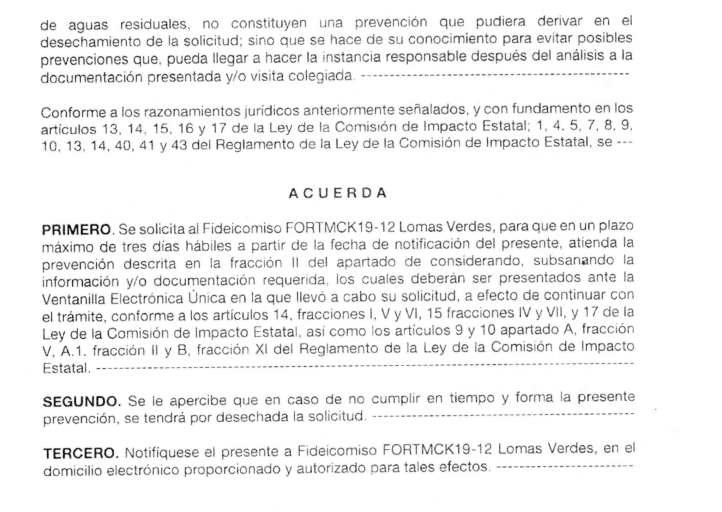 de aguas residuales, no constituyen una prevención que pudiera derivar en el
desechamiento de la solicitud; sino que se hace de su conocimiento para evitar posibles
prevenciones que, pueda llegar a hacer la instancia responsable después del análisis a la
documentación presentada y/o visita colegiada. ------------------------------------------
Conforme a los razonamientos jurídicos anteriormente señalados, y con fundamento en los
artículos 13, 14, 15, 16 y 17 de la Ley de la Comisión de Impacto Estatal; 1, 4, 5, 7, 8, 9,
10, 13, 14, 40, 41 y 43 del Reglamento de la Ley de la Comisión de Impacto Estatal, se ---
A C U E R D A
PRIMERO. Se solicita al Fideicomiso FORTMCK19-12 Lomas Verdes, para que en un plazo
máximo de tres días hábiles a partir de la fecha de notificación del presente, atienda la
prevención descrita en la fracción II del apartado de considerando, subsanando la
información y/o documentación requerida, los cuales deberán ser presentados ante la
Ventanilla Electrónica Única en la que llevó a cabo su solicitud, a efecto de continuar con
el trámite, conforme a los artículos 14, fracciones I, V y VI, 15 fracciones IV y VII, y 17 de la
Ley de la Comisión de Impacto Estatal, así como los artículos 9 y 10 apartado A, fracción
V, A.1. fracción II y B, fracción XI del Reglamento de la Ley de la Comisión de Impacto
Estatal. ----------------------------------------------------------------------------------
SEGUNDO. Se le apercibe que en caso de no cumplir en tiempo y forma la presente
prevención, se tendrá por desechada la solicitud. -----------------------------------------
TERCERO. Notifíquese el presente a Fideicomiso FORTMCK19-12 Lomas Verdes, en el
domicilio electrónico proporcionado y autorizado para tales efectos. ----------------------